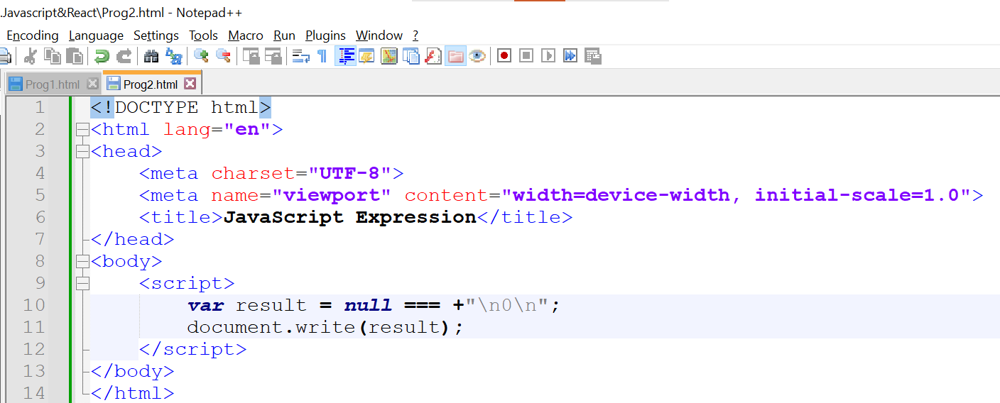 .Javascript&React\Prog2.html - Notepad++
Encoding Language Settings Tools Macro Run Plugins Window ?
Prog1.html Prog2.html
1 <!DOCTYPE html>
2 <html lang="en">
3 <head>
4 <meta charset="UTF-8">
5 <meta name="viewport" content="width=device-width, initial-scale=1.0">
6 <title>JavaScript Expression</title>
7 </head>
8 <body>
9 <script>
10 var result = null === +"\n0\n";
11 document.write(result);
12 </script>
13 </body>
14 </html>